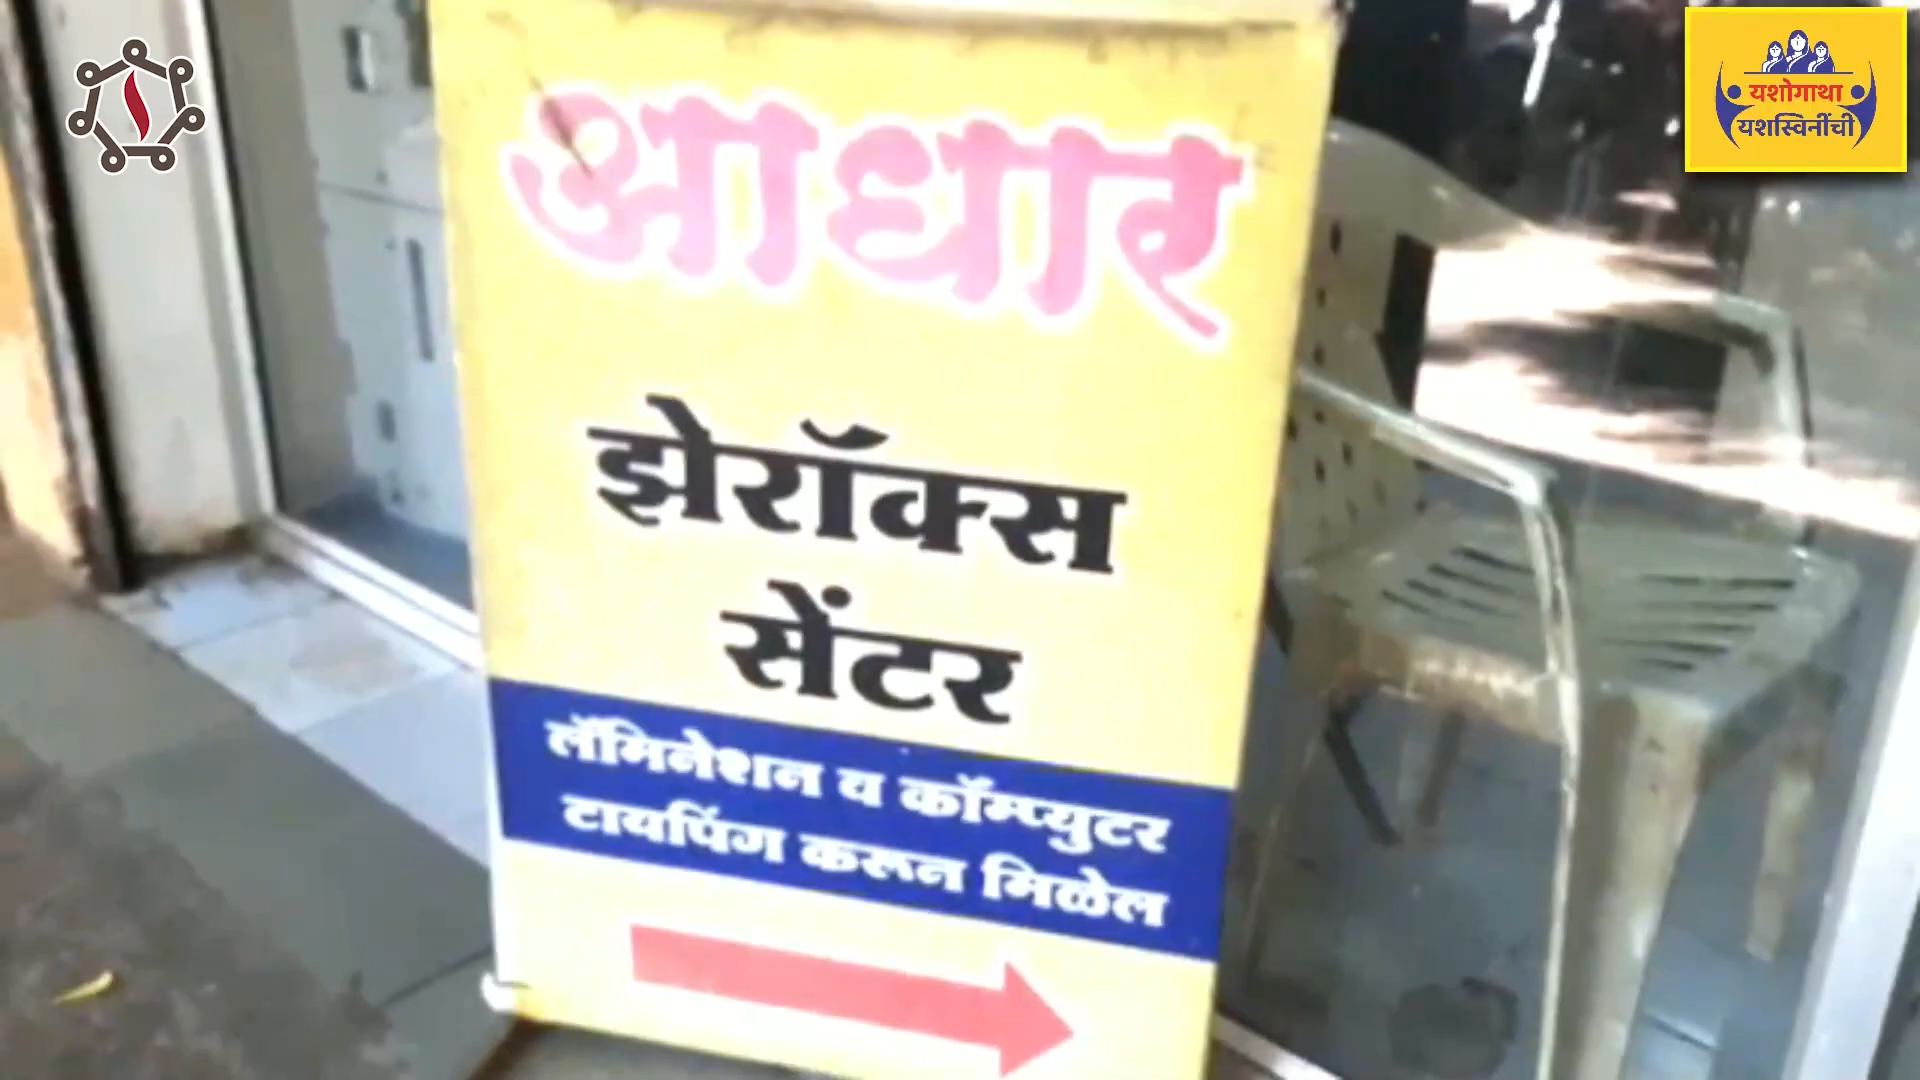 आधार
झेरॉक्स
सेंटर
लॅमिनेशन व कॉम्प्युटर
टायपिंग करून मिळेल
यशोगाथा
यशस्विनींची